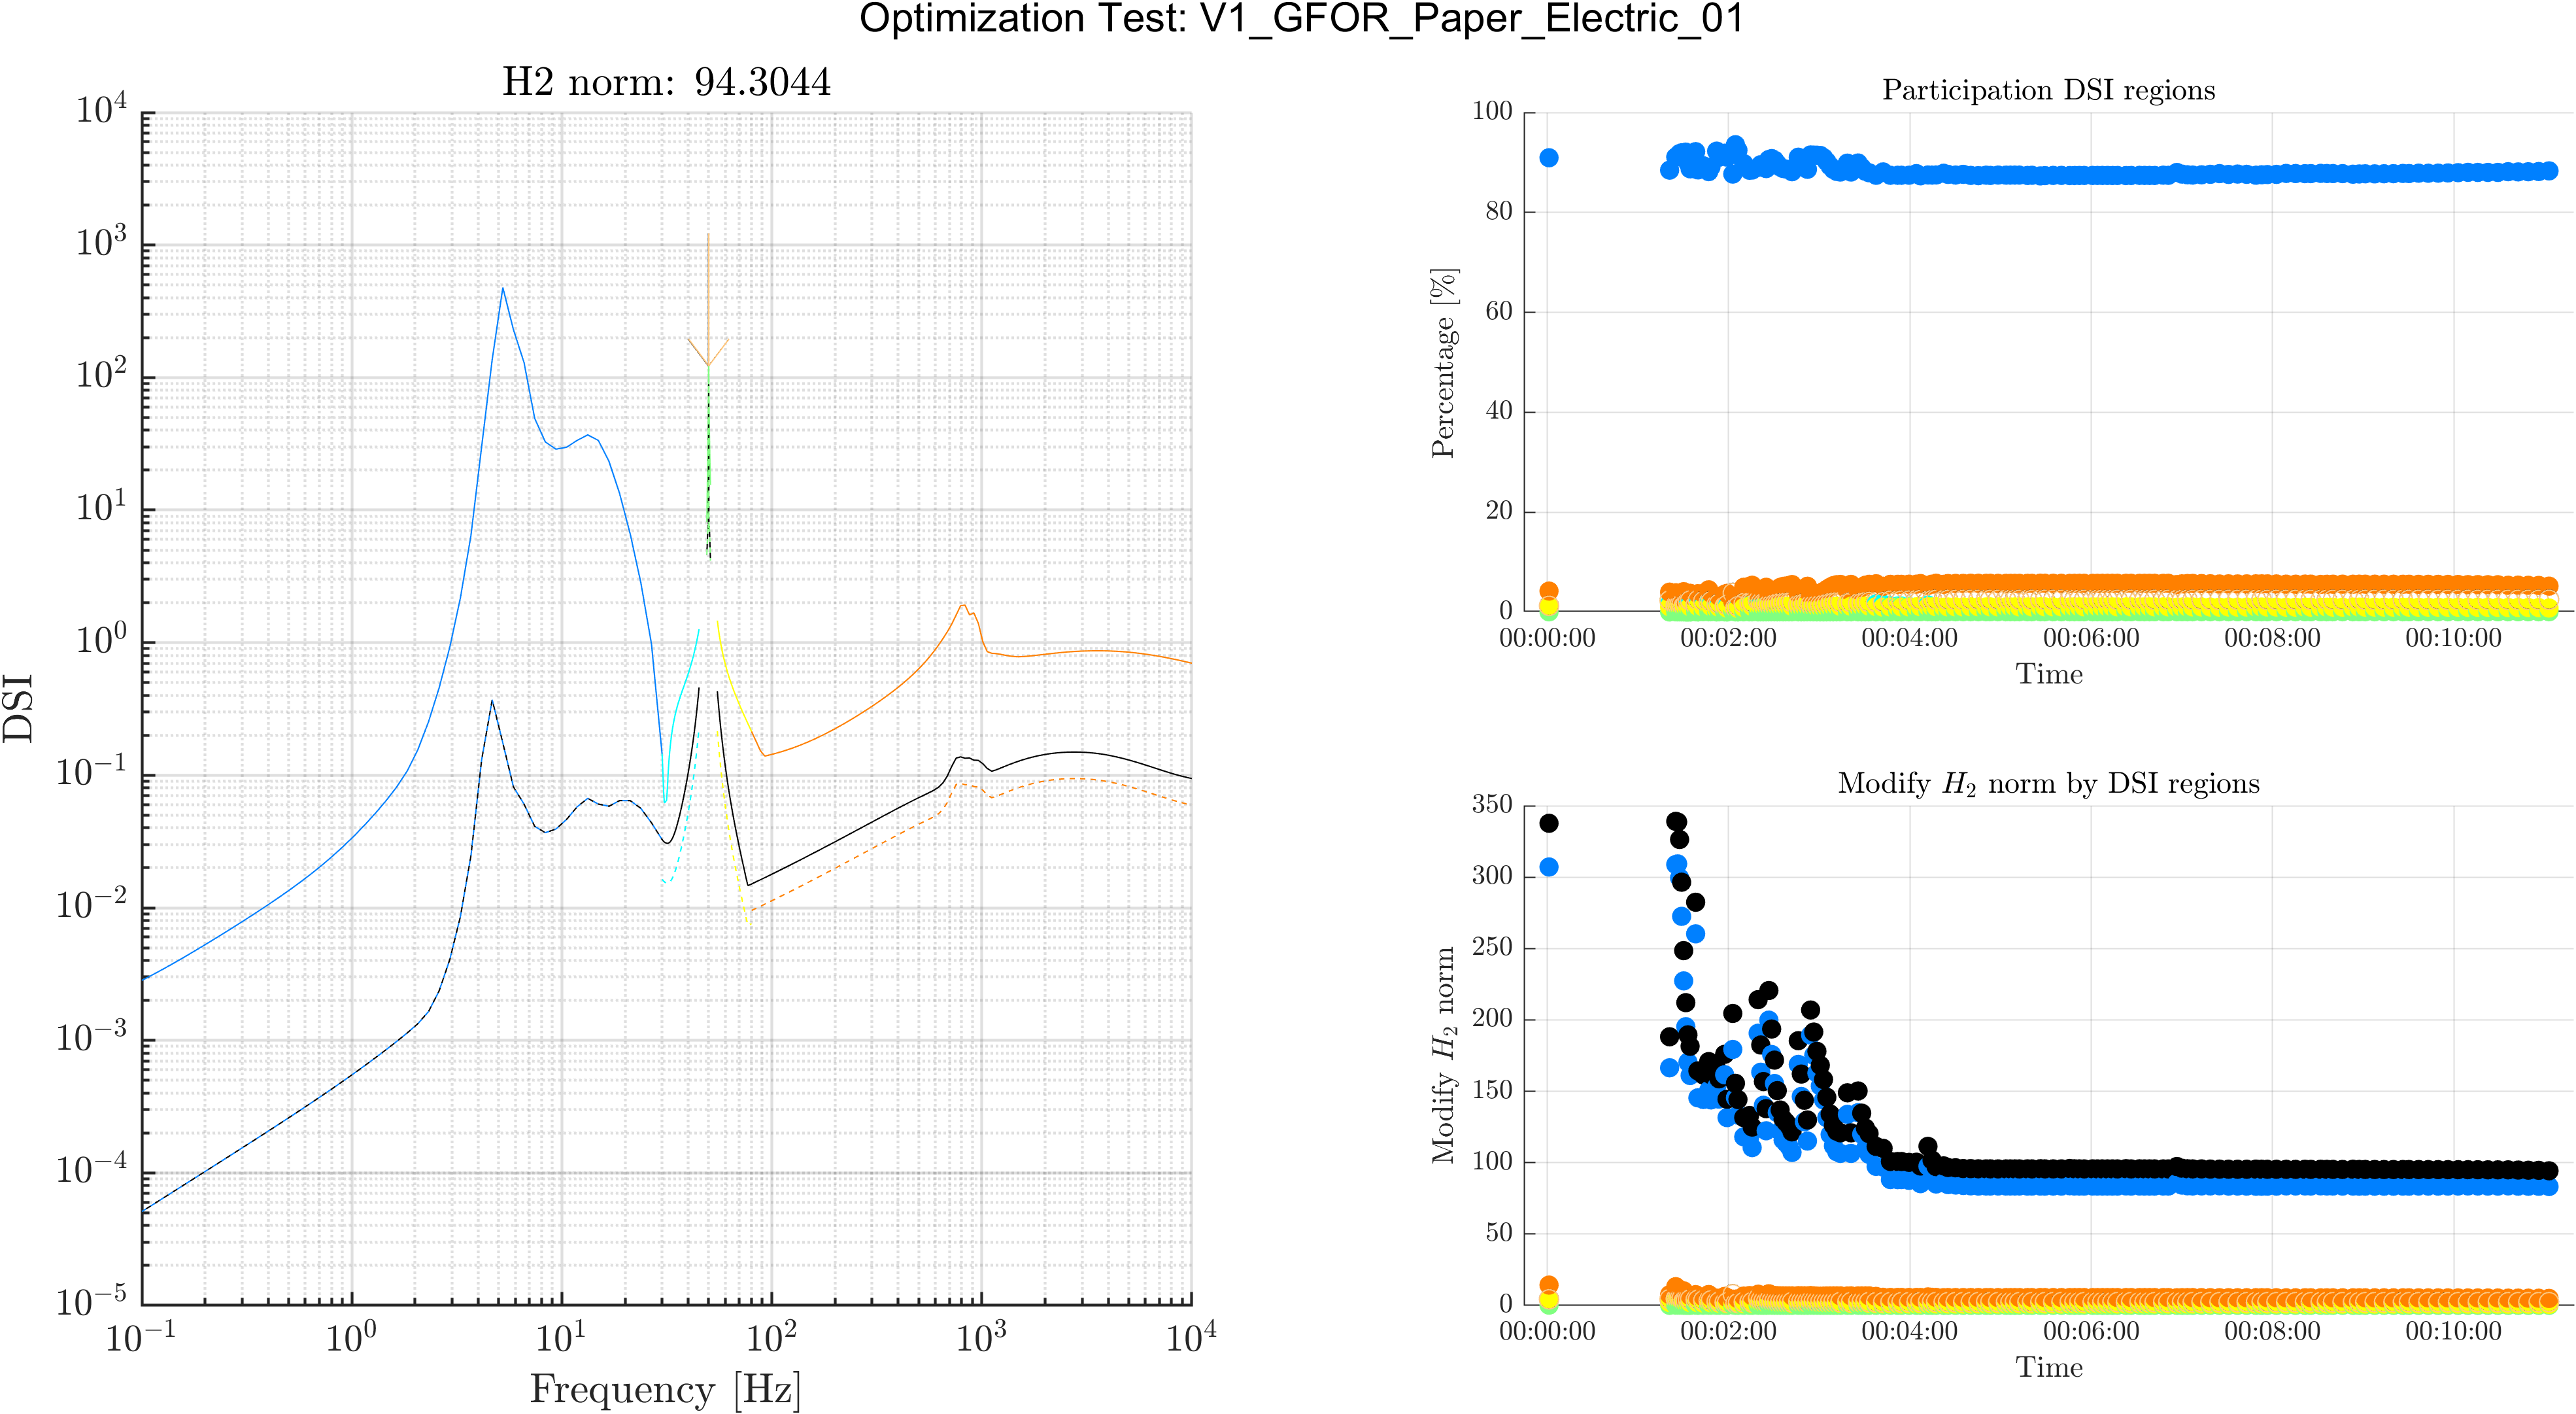 Optimization Test: V1_GFOR_Paper_Electric_01
H2 norm: 94.3044
10^4
10^3
10^2
10^1
10^0
10^-1
10^-2
10^-3
10^-4
10^-5
DSI
10^-1 10^0 10^1 10^2 10^3 10^4
Frequency [Hz]
Participation DSI regions
100
80
60
40
20
0
Percentage [%]
00:00:00 00:02:00 00:04:00 00:06:00 00:08:00 00:10:00
Time
Modify H_2 norm by DSI regions
350
300
250
200
150
100
50
0
Modify H_2 norm
00:00:00 00:02:00 00:04:00 00:06:00 00:08:00 00:10:00
Time